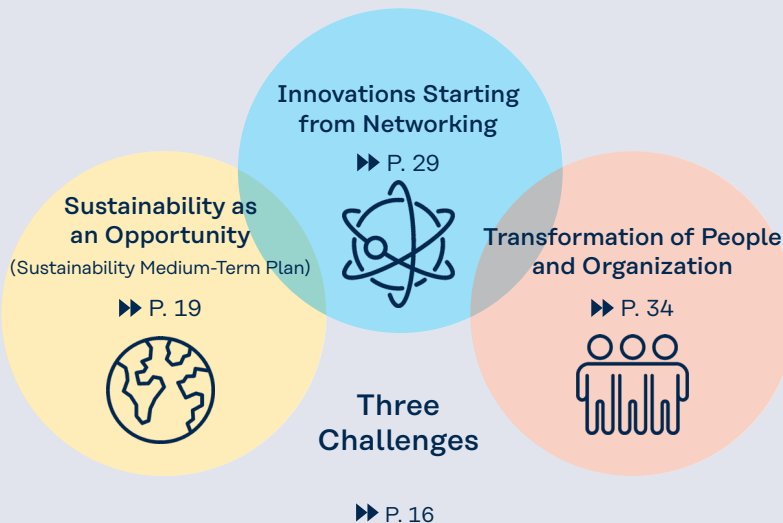 Innovations Starting
from Networking
P. 29
Sustainability as
an Opportunity
(Sustainability Medium-Term Plan)
P. 19
Transformation of People
and Organization
P. 34
Three
Challenges
P. 16